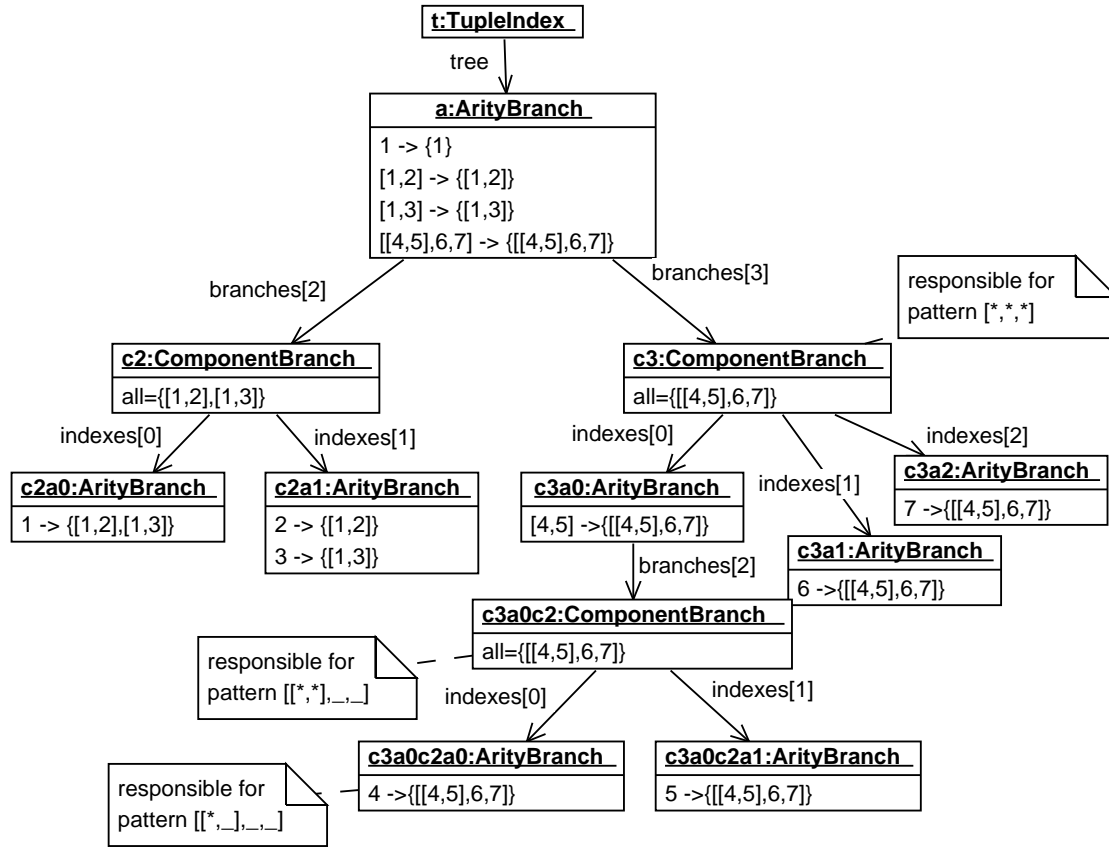 t:TupleIndex
tree
a:ArityBranch
1 -> {1}
[1,2] -> {[1,2]}
[1,3] -> {[1,3]}
[[4,5],6,7] -> {[[4,5],6,7]}
branches[2]
branches[3]
responsible for
pattern [*,*,*]
c2:ComponentBranch
all={[1,2],[1,3]}
c3:ComponentBranch
all={[[4,5],6,7]}
indexes[0]
indexes[1]
indexes[0]
indexes[1]
indexes[2]
c2a0:ArityBranch
1 -> {[1,2],[1,3]}
c2a1:ArityBranch
2 -> {[1,2]}
3 -> {[1,3]}
c3a0:ArityBranch
[4,5] ->{[[4,5],6,7]}
c3a2:ArityBranch
7 ->{[[4,5],6,7]}
c3a1:ArityBranch
6 ->{[[4,5],6,7]}
branches[2]
c3a0c2:ComponentBranch
all={[[4,5],6,7]}
responsible for
pattern [[*,*],_,_]
indexes[0]
indexes[1]
c3a0c2a0:ArityBranch
4 ->{[[4,5],6,7]}
c3a0c2a1:ArityBranch
5 ->{[[4,5],6,7]}
responsible for
pattern [[*,_],_,_]